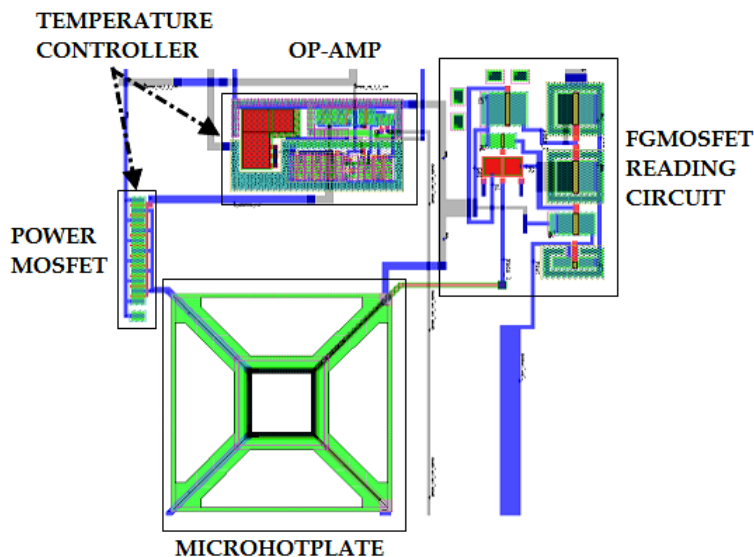 TEMPERATURE
CONTROLLER
OP-AMP
FGMOSFET
READING
CIRCUIT
POWER
MOSFET
MICROHOTPLATE